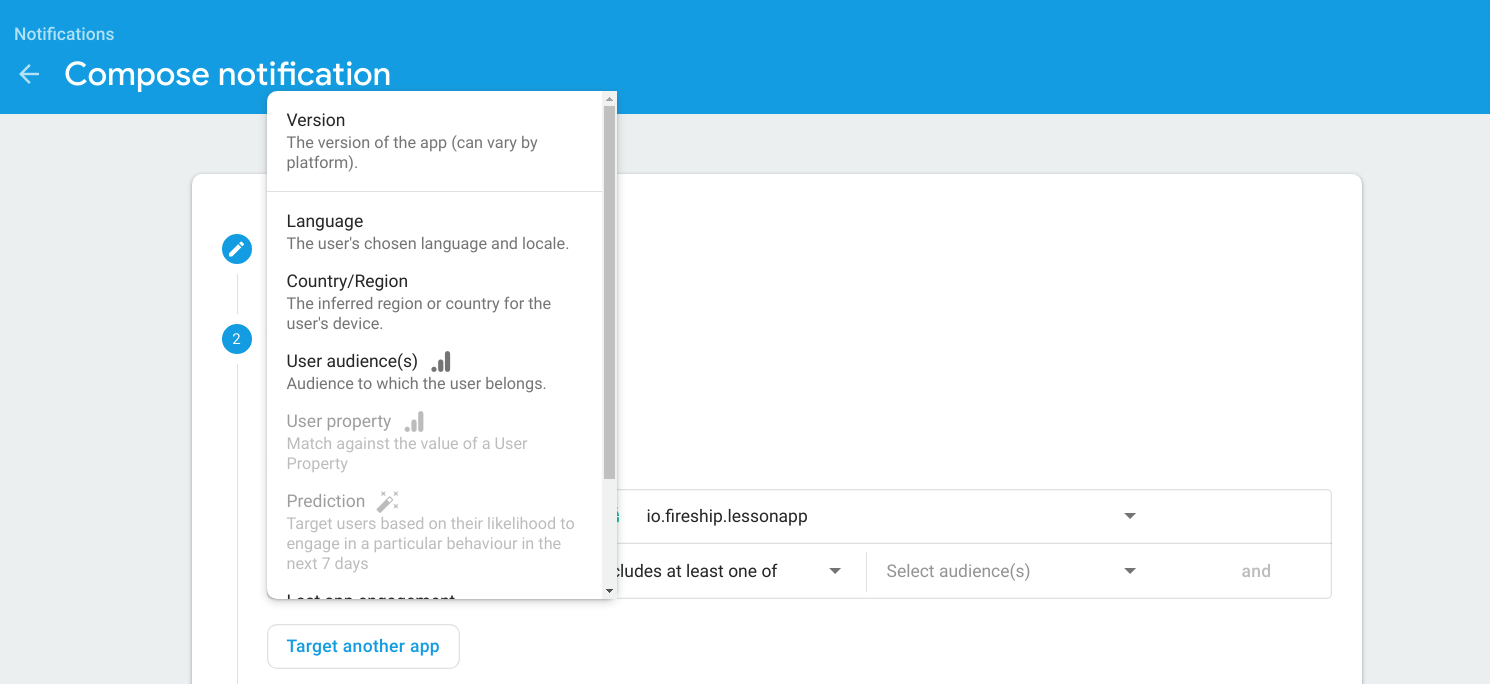 Notifications
Compose notification
Version
The version of the app (can vary by
platform).
Language
The user's chosen language and locale.
Country/Region
The inferred region or country for the
user's device.
2
User audience(s)
Audience to which the user belongs.
User property
Match against the value of a User
Property
Prediction
Target users based on their likelihood to
engage in a particular behaviour in the
next 7 days
Last app engagement
io.fireship.lessonapp
cludes at least one of
Select audience(s)
and
Target another app